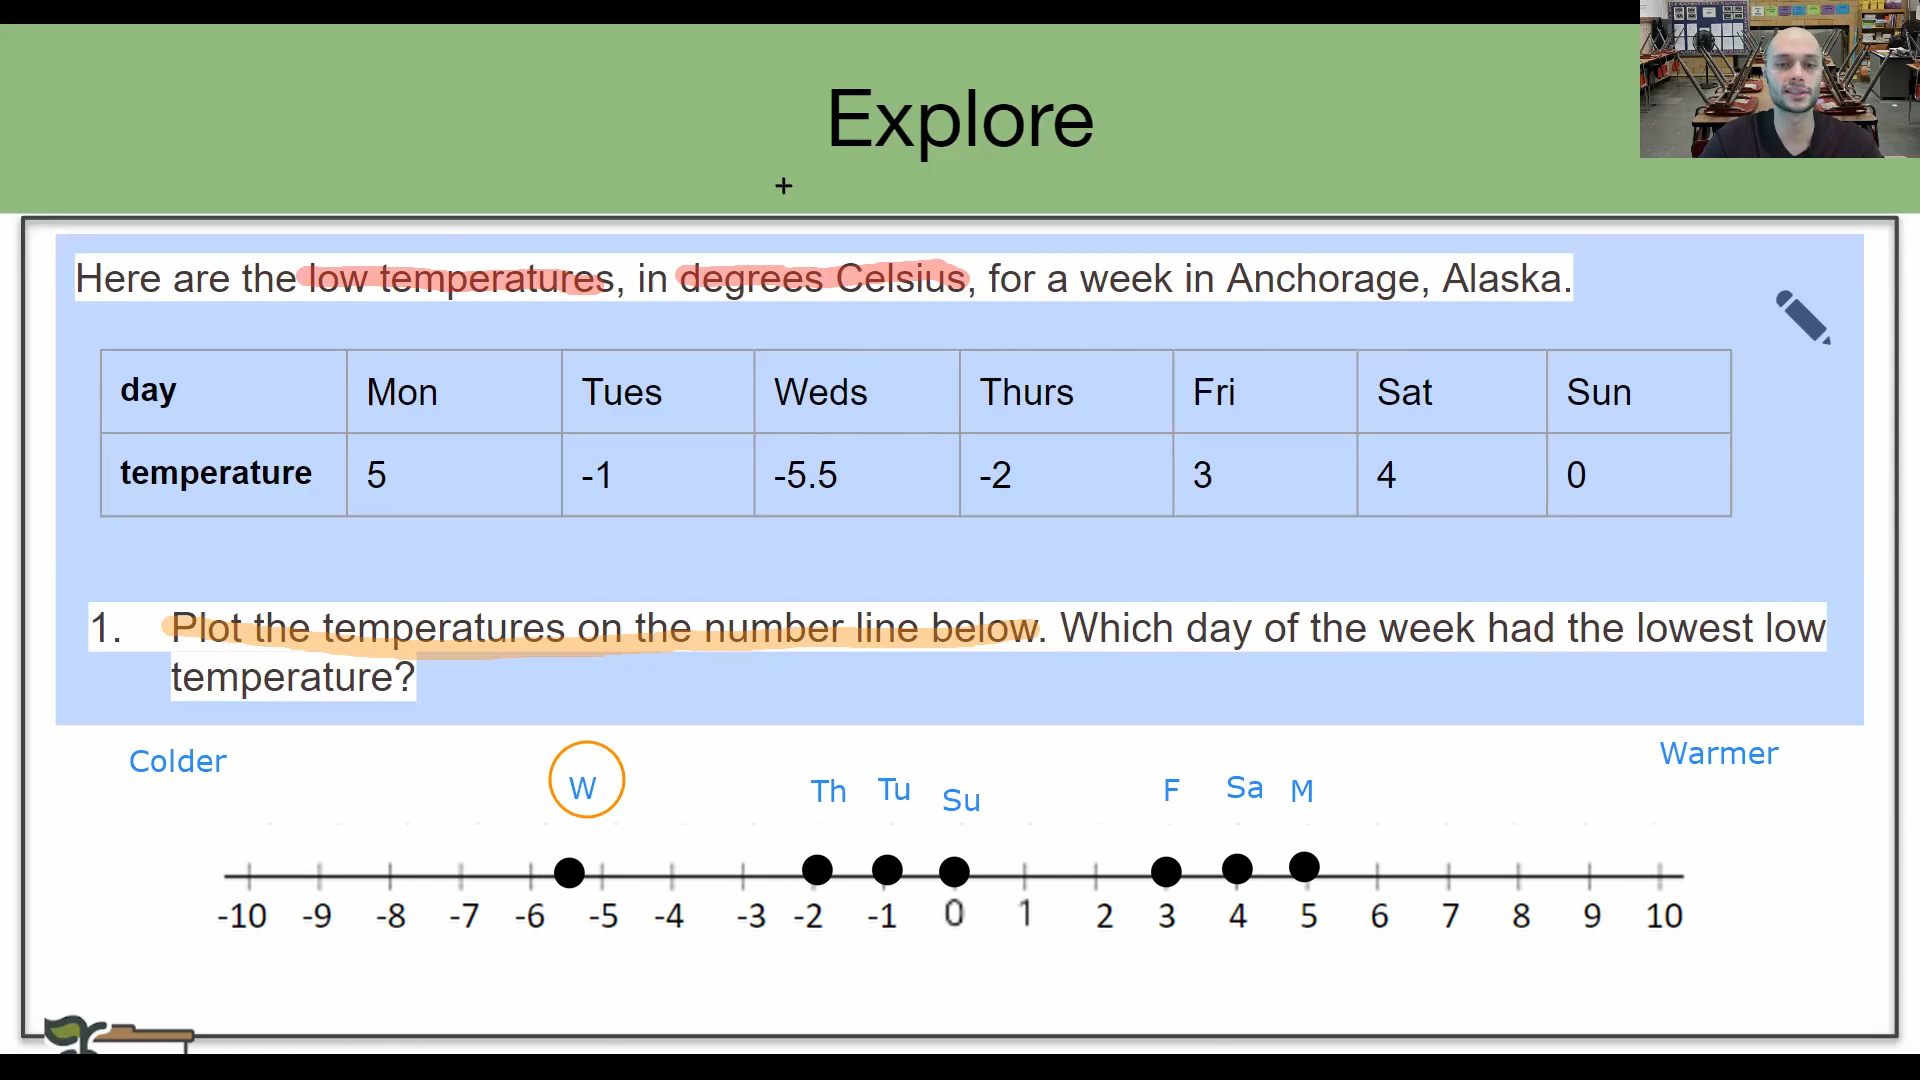 Explore
Here are the low temperatures, in degrees Celsius, for a week in Anchorage, Alaska.
day Mon Tues Weds Thurs Fri Sat Sun
temperature 5 -1 -5.5 -2 3 4 0
1. Plot the temperatures on the number line below. Which day of the week had the lowest low
temperature?
Colder Warmer
W Th Tu Su F Sa M
-10 -9 -8 -7 -6 -5 -4 -3 -2 -1 0 1 2 3 4 5 6 7 8 9 10